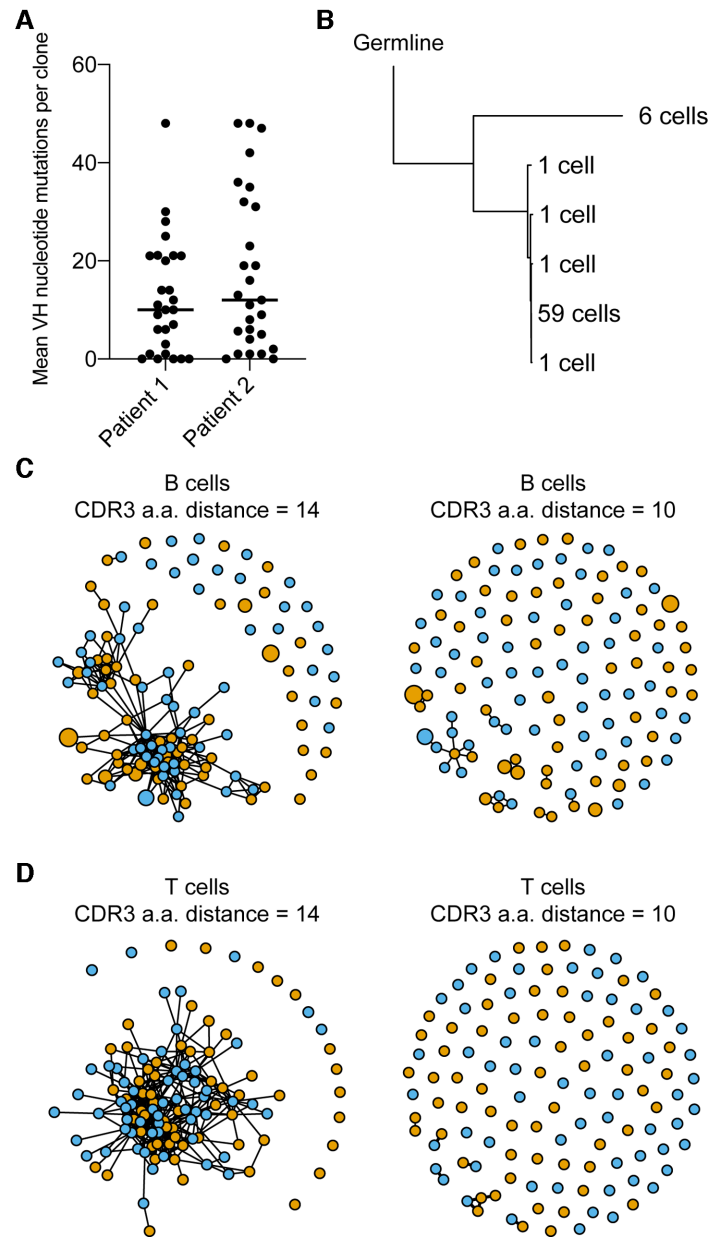 A
B
Mean VH nucleotide mutations per clone
60
40
20
0
Patient 1
Patient 2
Germline
6 cells
1 cell
1 cell
1 cell
59 cells
1 cell
C
B cells
CDR3 a.a. distance = 14
B cells
CDR3 a.a. distance = 10
D
T cells
CDR3 a.a. distance = 14
T cells
CDR3 a.a. distance = 10